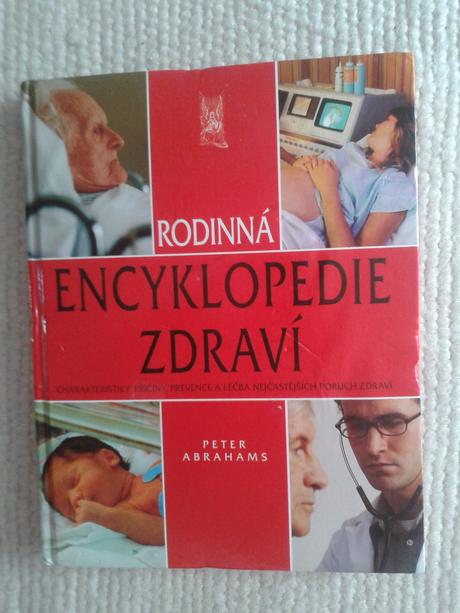 RODINNÁ
ENCYKLOPEDIE
ZDRAVÍ
CHARAKTERISTIKY, PŘÍČINY, PREVENCE A LÉČBA NEJČASTĚJŠÍCH PORUCH ZDRAVÍ
PETER
ABRAHAMS